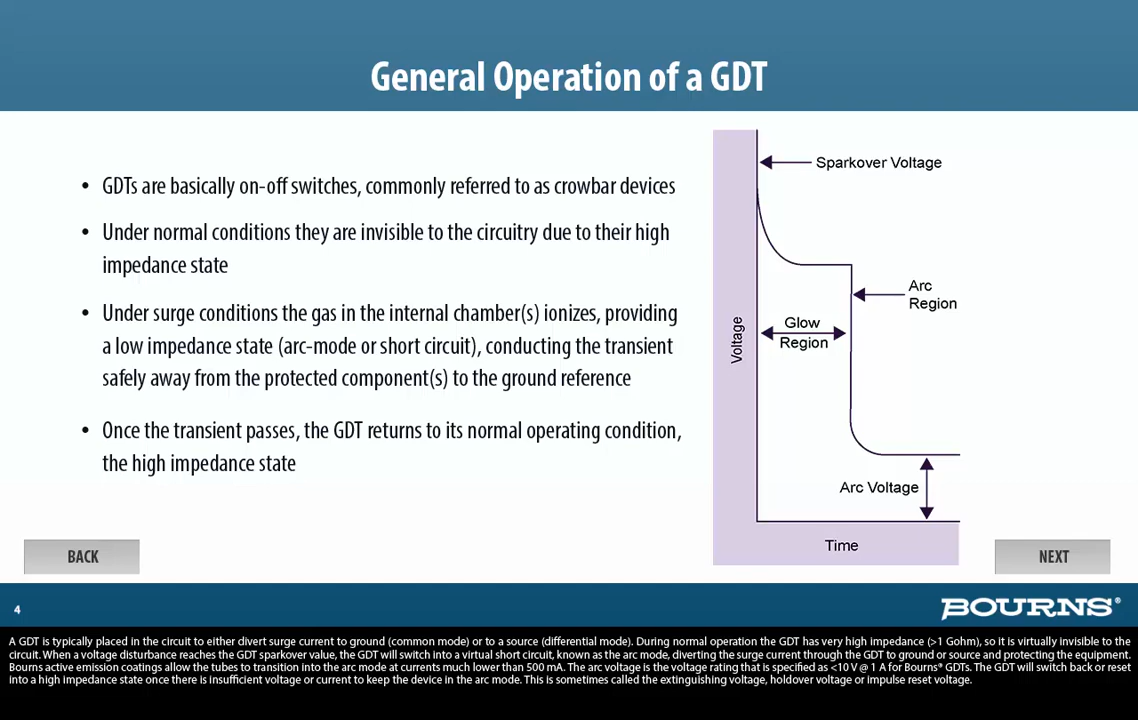 General Operation of a GDT
• GDTs are basically on-off switches, commonly referred to as crowbar devices
• Under normal conditions they are invisible to the circuitry due to their high
impedance state
• Under surge conditions the gas in the internal chamber(s) ionizes, providing
a low impedance state (arc-mode or short circuit), conducting the transient
safely away from the protected component(s) to the ground reference
• Once the transient passes, the GDT returns to its normal operating condition,
the high impedance state
Sparkover Voltage
Arc
Region
Glow
Region
Voltage
Arc Voltage
Time
BACK
NEXT
4
BOURNS®
A GDT is typically placed in the circuit to either divert surge current to ground (common mode) or to a source (differential mode). During normal operation the GDT has very high impedance (>1 Gohm), so it is virtually invisible to the
circuit. When a voltage disturbance reaches the GDT sparkover value, the GDT will switch into a virtual short circuit, known as the arc mode, diverting the surge current through the GDT to ground or source and protecting the equipment.
Bourns active emission coatings allow the tubes to transition into the arc mode at currents much lower than 500 mA. The arc voltage is the voltage rating that is specified as <10 V @ 1 A for Bourns® GDTs. The GDT will switch back or reset
into a high impedance state once there is insufficient voltage or current to keep the device in the arc mode. This is sometimes called the extinguishing voltage, holdover voltage or impulse reset voltage.